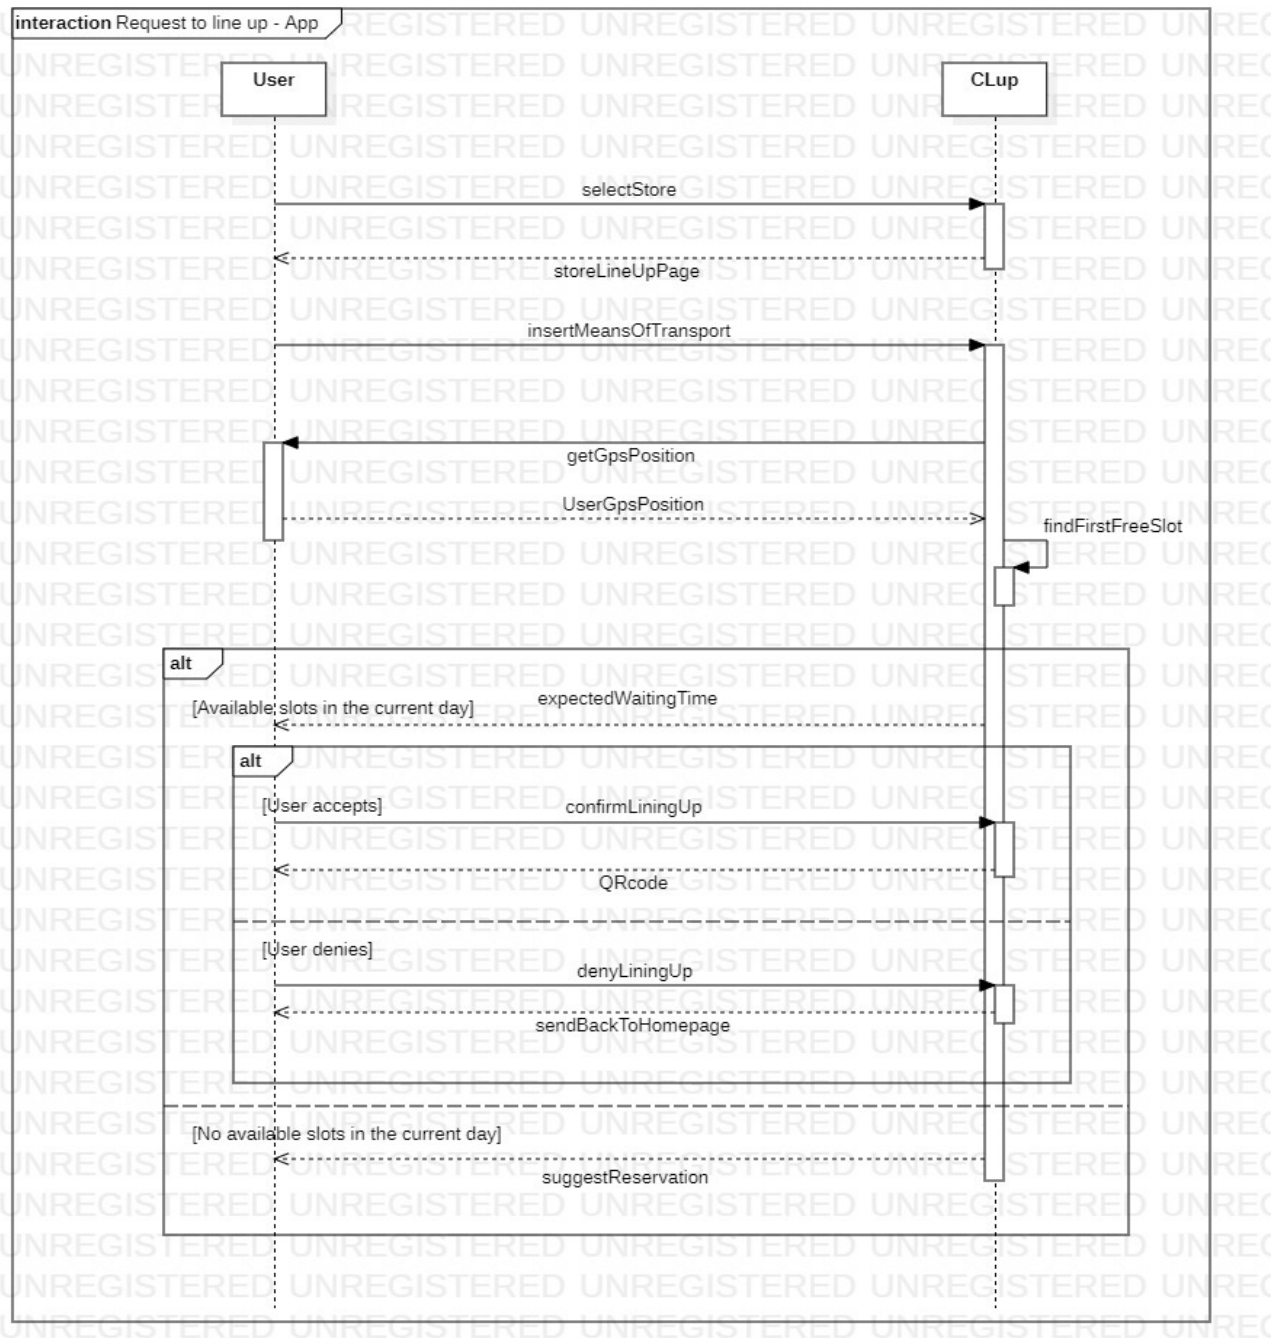 interaction Request to line up - App
User
CLup
selectStore
storeLineUpPage
insertMeansOfTransport
getGpsPosition
UserGpsPosition
findFirstFreeSlot
alt
expectedWaitingTime
[Available slots in the current day]
alt
[User accepts]
confirmLiningUp
QRcode
[User denies]
denyLiningUp
sendBackToHomepage
[No available slots in the current day]
suggestReservation
UNREGISTERED